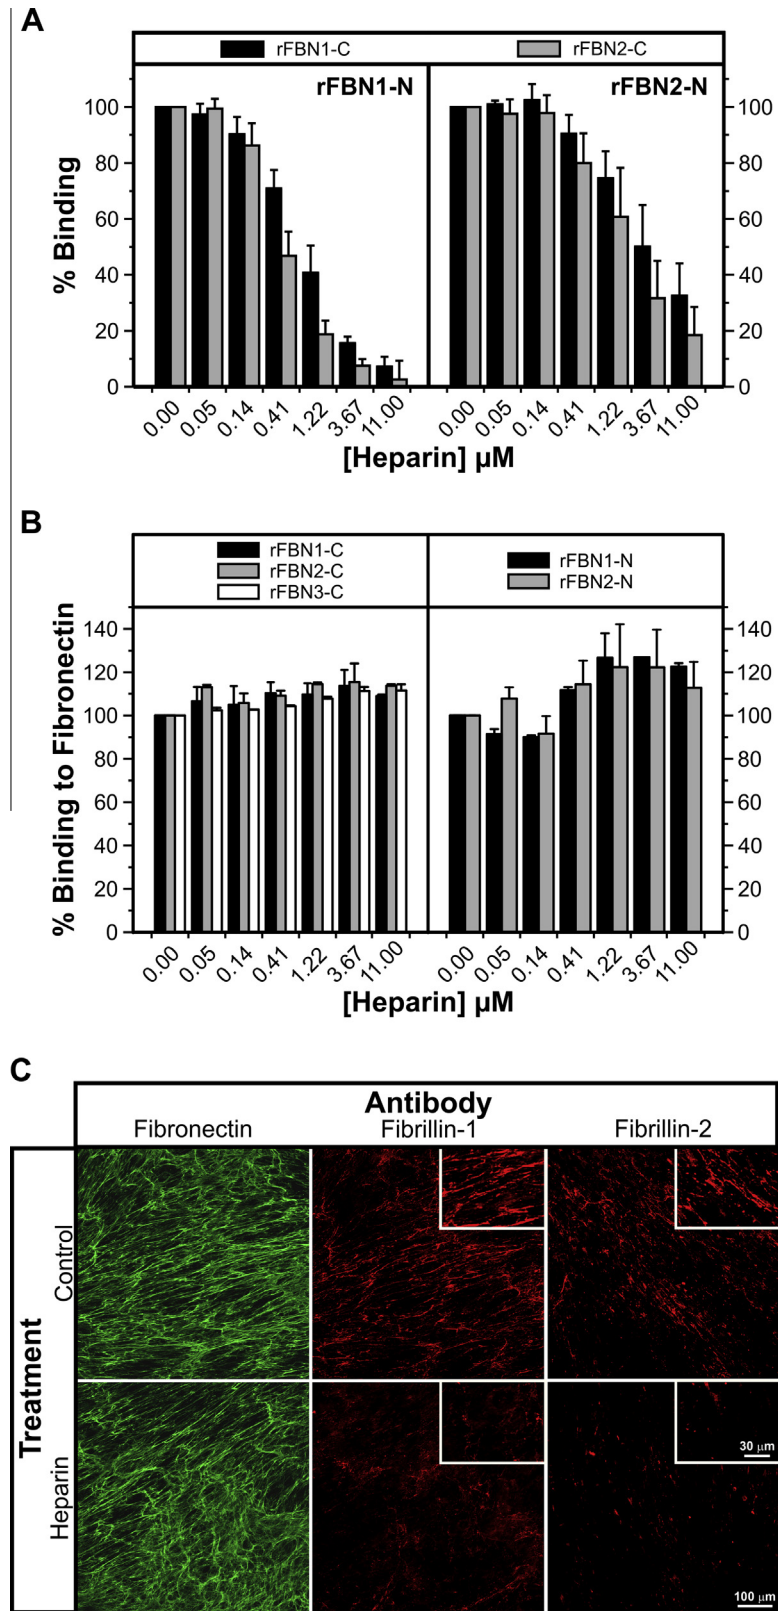 A
rFBN1-C rFBN2-C
rFBN1-N rFBN2-N
% Binding
100 100
80 80
60 60
40 40
20 20
0 0
0.00 0.05 0.14 0.41 1.22 3.67 11.00 0.00 0.05 0.14 0.41 1.22 3.67 11.00
[Heparin] µM
B
rFBN1-C
rFBN2-C
rFBN3-C
rFBN1-N
rFBN2-N
% Binding to Fibronectin
140 140
120 120
100 100
80 80
60 60
40 40
20 20
0 0
0.00 0.05 0.14 0.41 1.22 3.67 11.00 0.00 0.05 0.14 0.41 1.22 3.67 11.00
[Heparin] µM
C
Antibody
Fibronectin Fibrillin-1 Fibrillin-2
Treatment
Control
Heparin
30 µm
100 µm